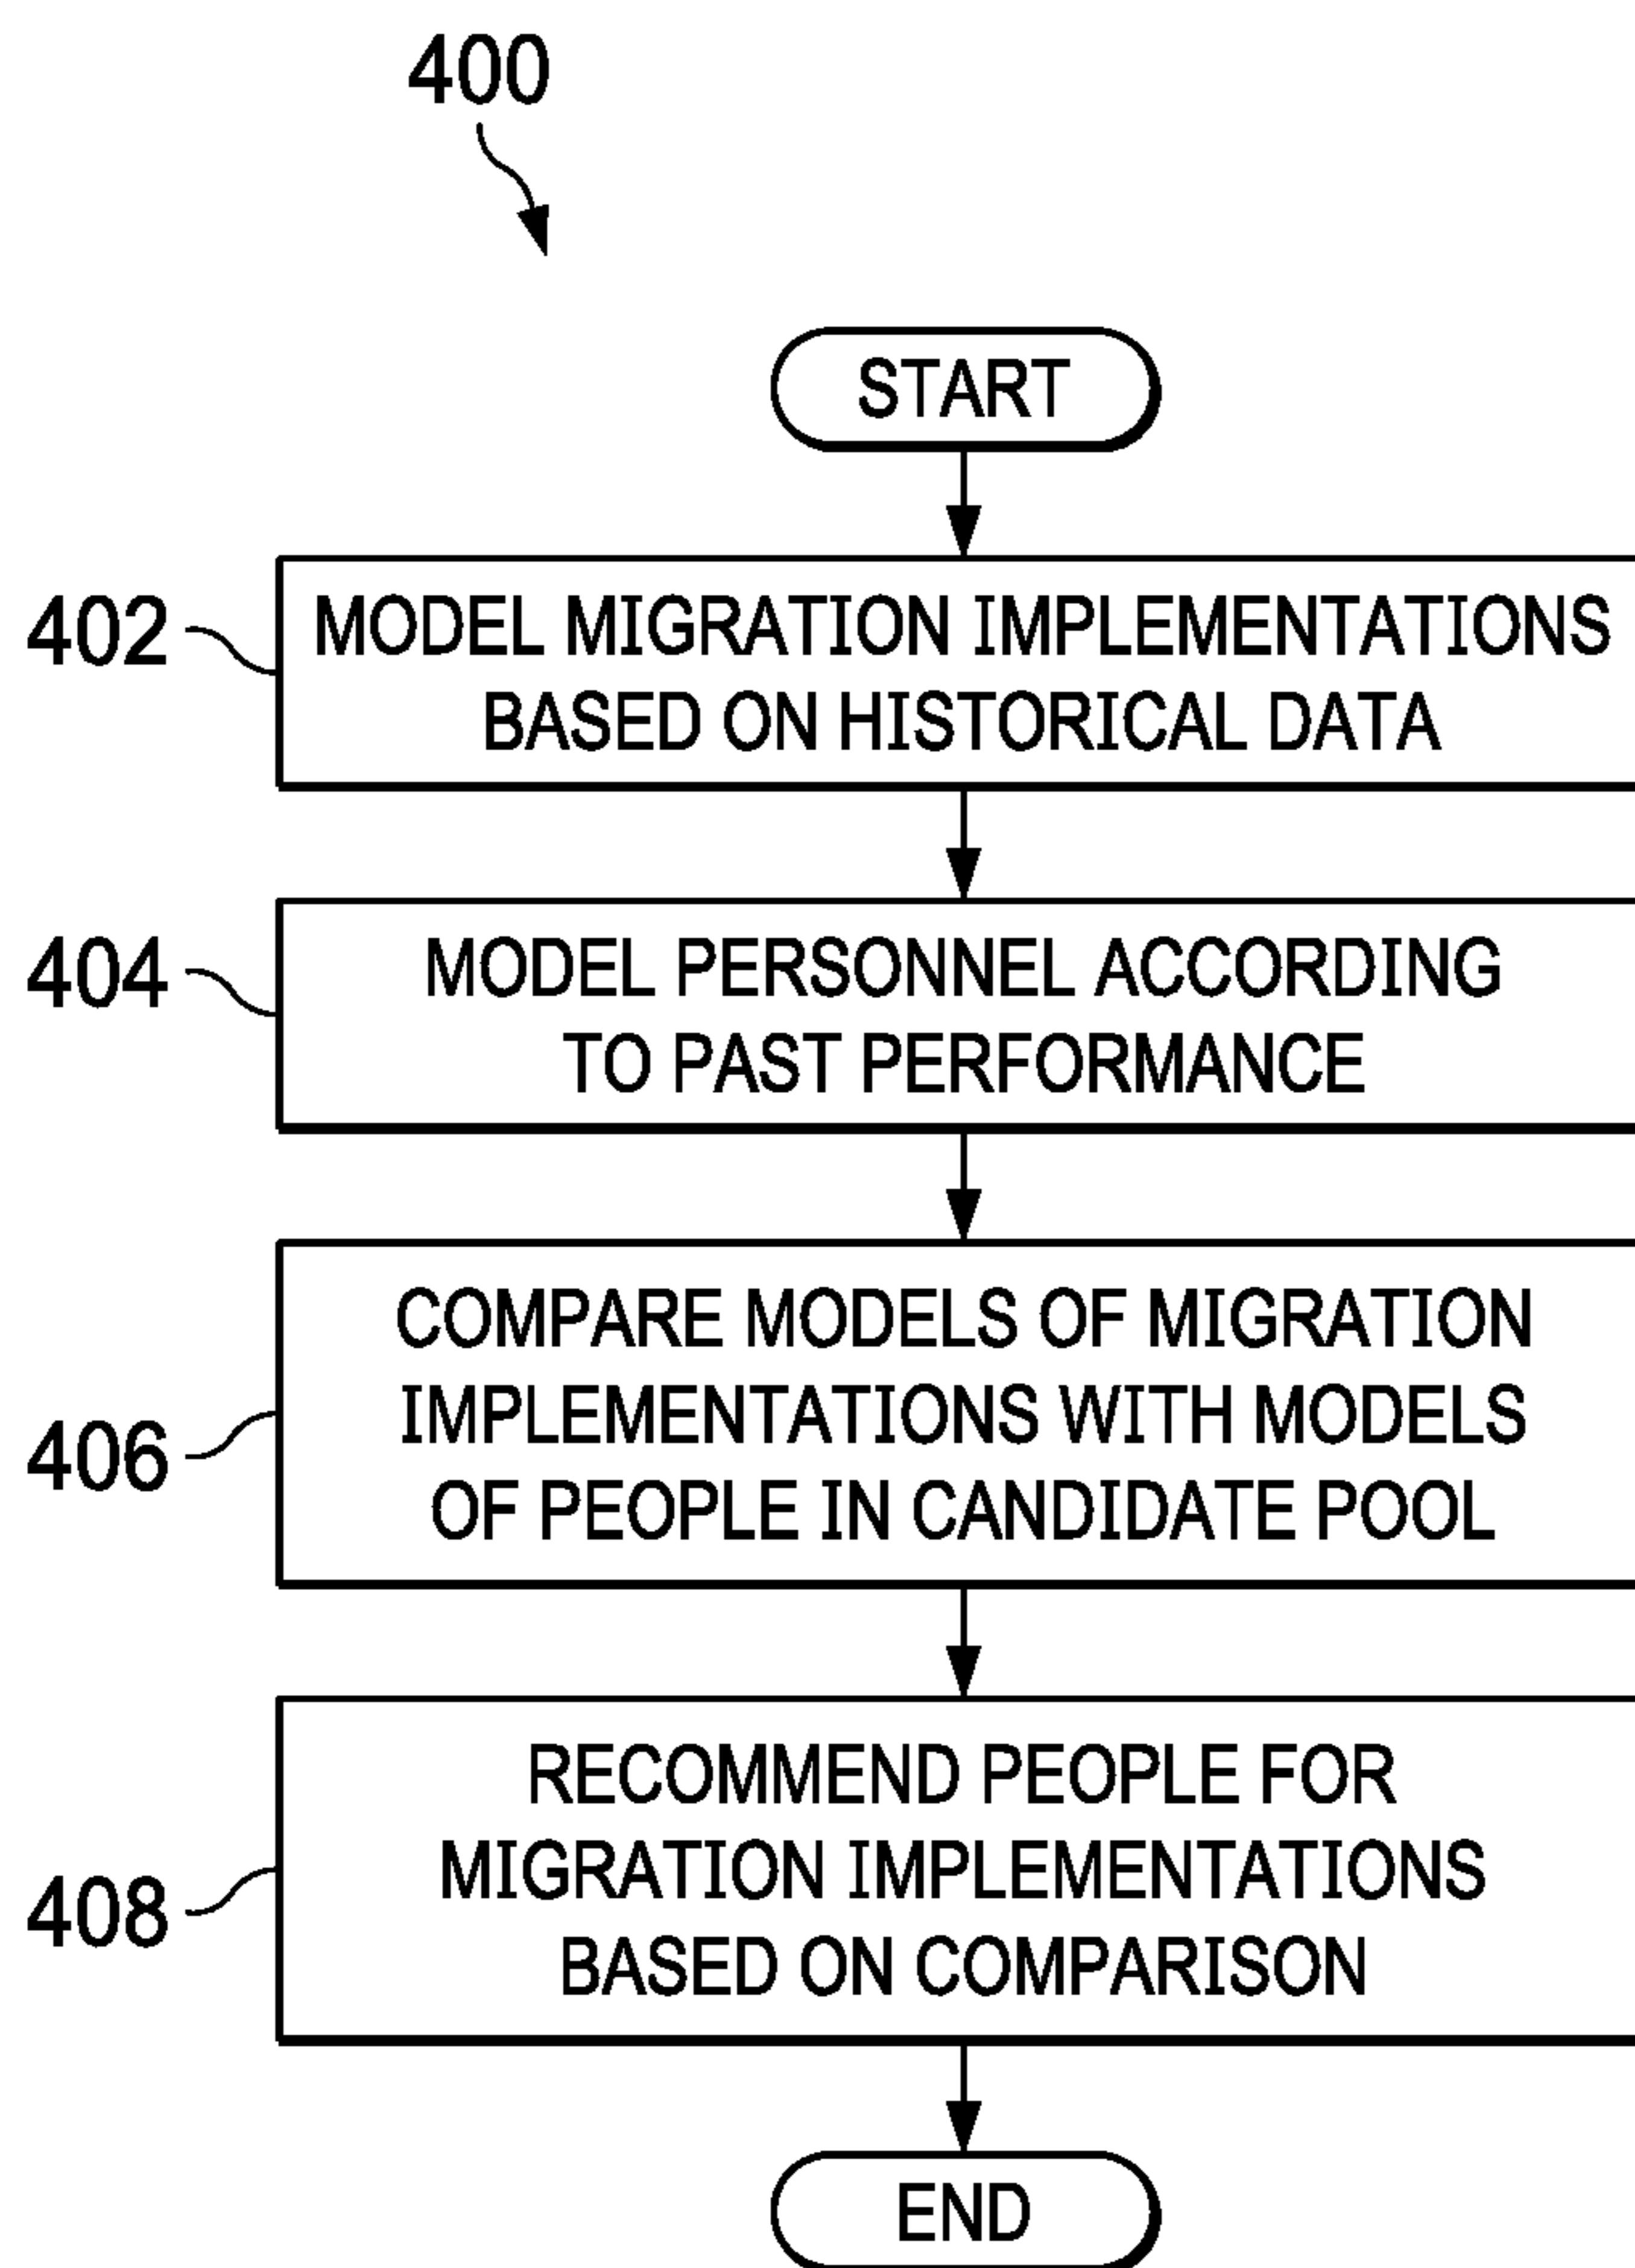 400
START
402
MODEL MIGRATION IMPLEMENTATIONS
BASED ON HISTORICAL DATA
404
MODEL PERSONNEL ACCORDING
TO PAST PERFORMANCE
406
COMPARE MODELS OF MIGRATION
IMPLEMENTATIONS WITH MODELS
OF PEOPLE IN CANDIDATE POOL
408
RECOMMEND PEOPLE FOR
MIGRATION IMPLEMENTATIONS
BASED ON COMPARISON
END